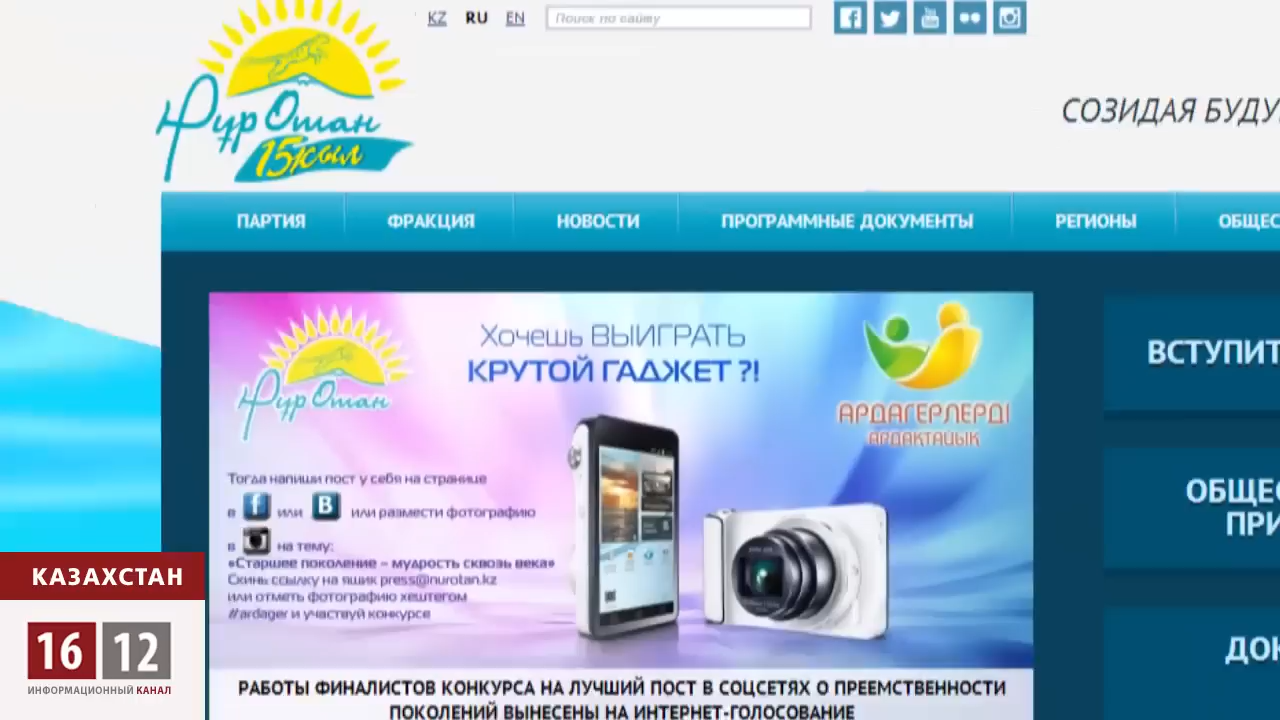 KZ RU EN Поиск по сайту
Нұр Отан
15 жыл
СОЗИДАЯ
ПАРТИЯ ФРАКЦИЯ НОВОСТИ ПРОГРАММНЫЕ ДОКУМЕНТЫ РЕГИОНЫ ОБЩЕС
Нұр Отан
Хочешь ВЫИГРАТЬ
КРУТОЙ ГАДЖЕТ ?!
АРДАГЕРЛЕРДІ
АРДАКТАЙЫК
Тогда напиши пост у себя на странице
в f или В или размести фотографию
в на тему:
«Старшее поколение – мудрость сквозь века»
Скинь ссылку на ящик press@nurotan.kz
или отметь фотографию хештегом
#ardager и участвуй конкурсе
РАБОТЫ ФИНАЛИСТОВ КОНКУРСА НА ЛУЧШИЙ ПОСТ В СОЦСЕТЯХ О ПРЕЕМСТВЕННОСТИ
ПОКОЛЕНИЙ ВЫНЕСЕНЫ НА ИНТЕРНЕТ-ГОЛОСОВАНИЕ
ВСТУПИТ
ОБЩЕС
ПРИ
ДОК
КАЗАХСТАН
16 12
ИНФОРМАЦИОННЫЙ КАНАЛ